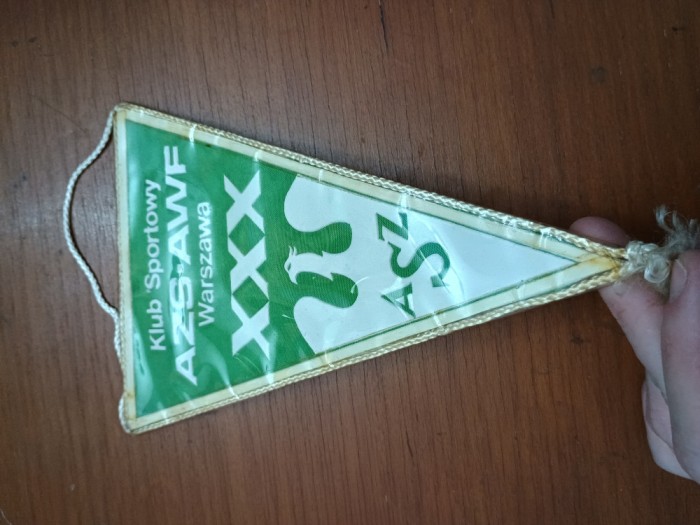 Klub Sportowy
AZS-AWF
Warszawa
XXX
AZS